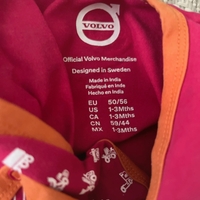 VOLVO
Official Volvo Merchandise
Designed in Sweden
Made in India
Fabriqué en Inde
Hecho en India
EU 50/56
US 1-3Mths
CA 1-3Mths
CN 59/44
MX 1-3Mths